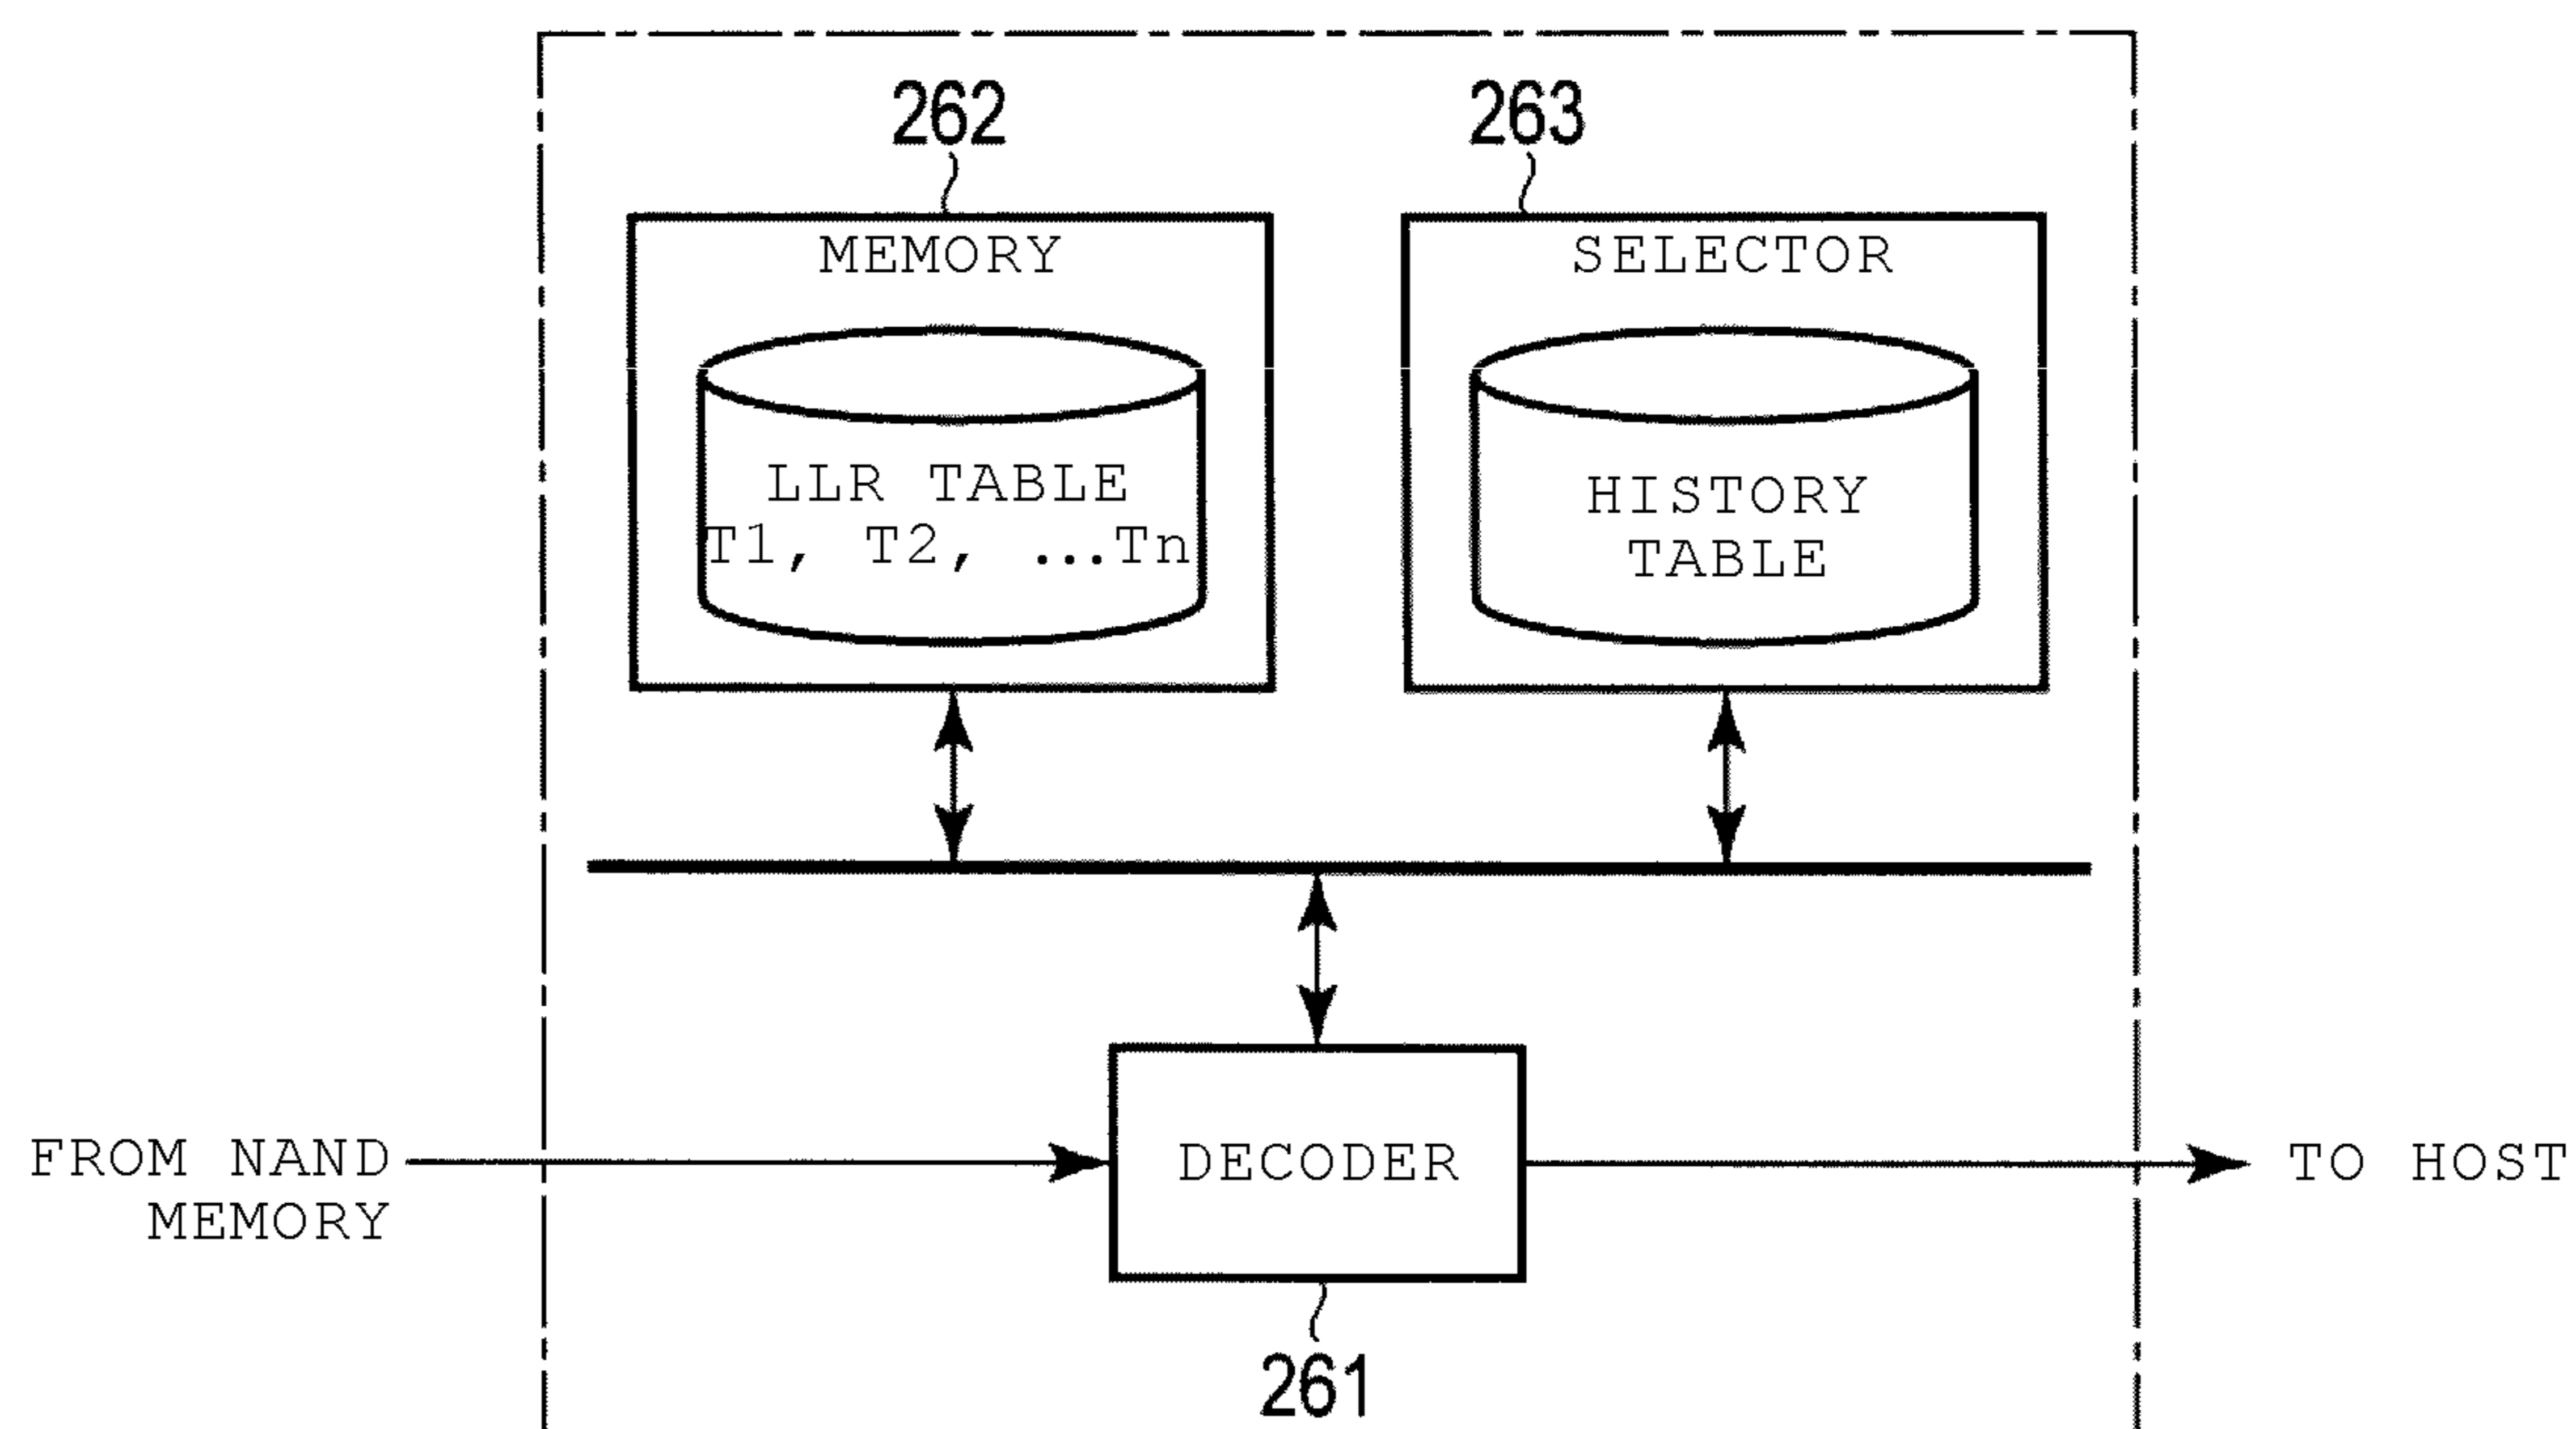 262
263
MEMORY
SELECTOR
LLR TABLE
T1, T2, ...Tn
HISTORY
TABLE
FROM NAND
MEMORY
DECODER
TO HOST
261